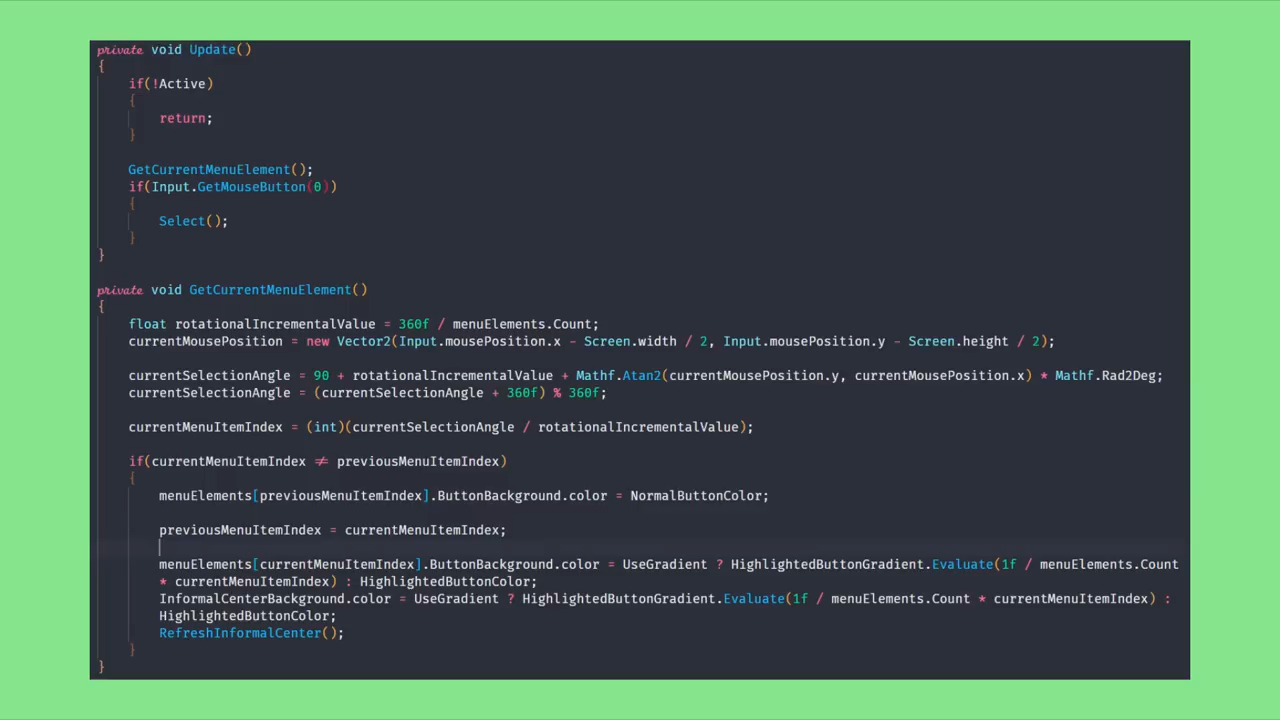 private void Update()
{
if(!Active)
{
return;
}
GetCurrentMenuElement();
if(Input.GetMouseButton(0))
{
Select();
}
}
private void GetCurrentMenuElement()
{
float rotationalIncrementalValue = 360f / menuElements.Count;
currentMousePosition = new Vector2(Input.mousePosition.x - Screen.width / 2, Input.mousePosition.y - Screen.height / 2);
currentSelectionAngle = 90 + rotationalIncrementalValue + Mathf.Atan2(currentMousePosition.y, currentMousePosition.x) * Mathf.Rad2Deg;
currentSelectionAngle = (currentSelectionAngle + 360f) % 360f;
currentMenuItemIndex = (int)(currentSelectionAngle / rotationalIncrementalValue);
if(currentMenuItemIndex ≠ previousMenuItemIndex)
{
menuElements[previousMenuItemIndex].ButtonBackground.color = NormalButtonColor;
previousMenuItemIndex = currentMenuItemIndex;
menuElements[currentMenuItemIndex].ButtonBackground.color = UseGradient ? HighlightedButtonGradient.Evaluate(1f / menuElements.Count
* currentMenuItemIndex) : HighlightedButtonColor;
InformalCenterBackground.color = UseGradient ? HighlightedButtonGradient.Evaluate(1f / menuElements.Count * currentMenuItemIndex) :
HighlightedButtonColor;
RefreshInformalCenter();
}
}